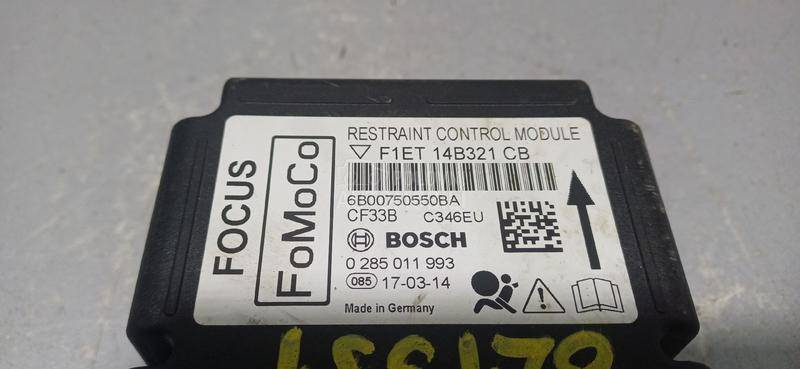 RESTRAINT CONTROL MODULE
F1ET 14B321 CB
6B00750550BA
CF33B C346EU
BOSCH
0 285 011 993
085 17-03-14
Made in Germany
FOCUS
FoMoCo